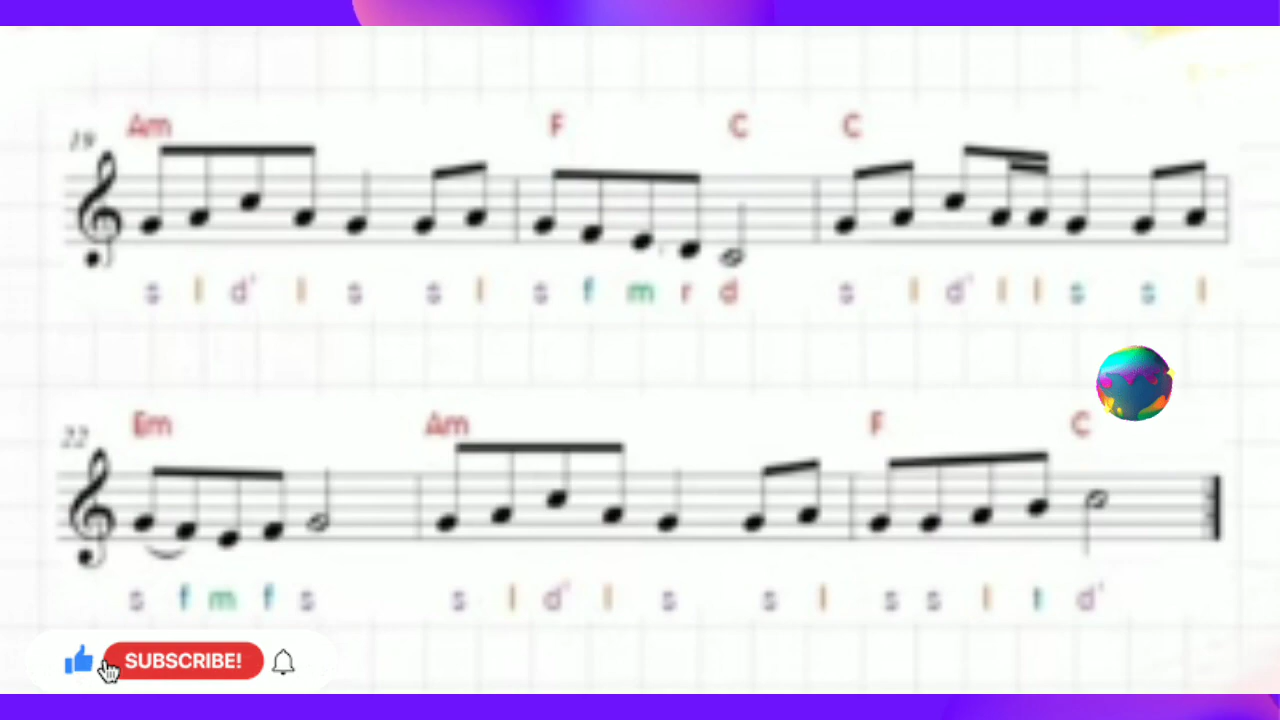 19 Am F C C
s l d' l s s l s f m r d s l d' l l s s l
22 Em Am F C
s f m f s s l d' l s s l s s l t d'
SUBSCRIBE!